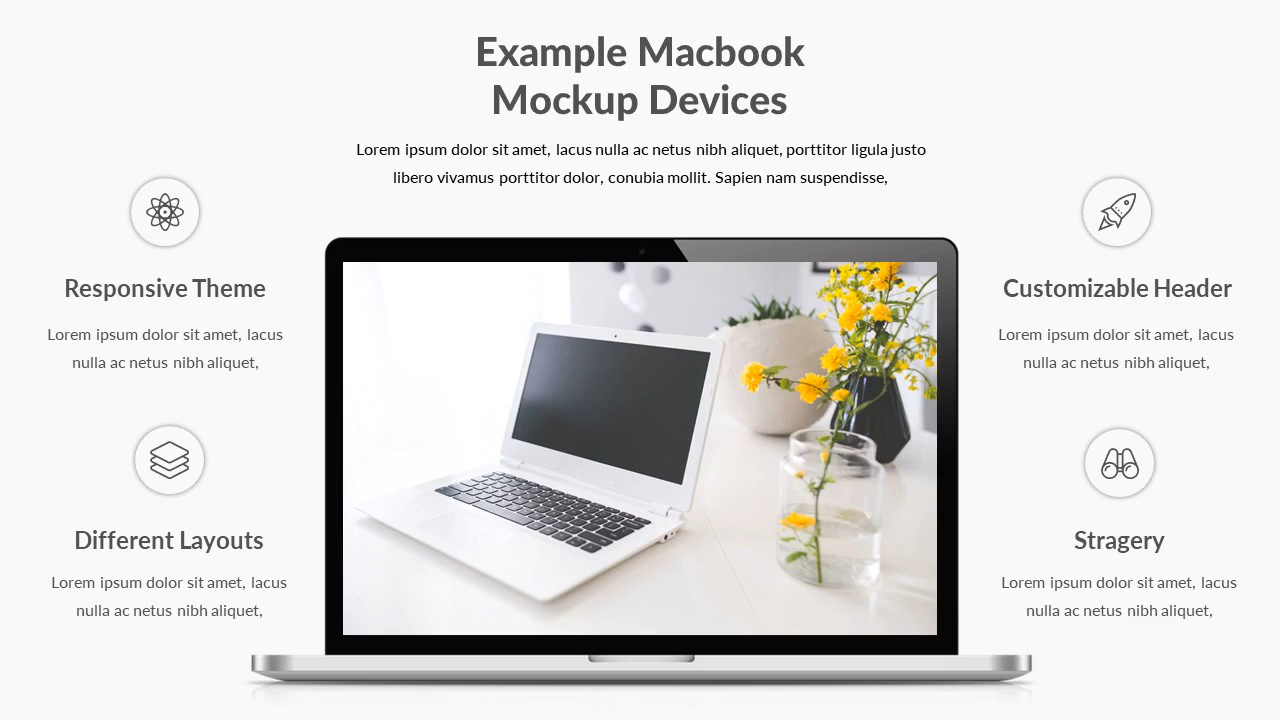 Example Macbook
Mockup Devices
Lorem ipsum dolor sit amet, lacus nulla ac netus nibh aliquet, porttitor ligula justo
libero vivamus porttitor dolor, conubia mollit. Sapien nam suspendisse,
Responsive Theme
Lorem ipsum dolor sit amet, lacus
nulla ac netus nibh aliquet,
Different Layouts
Lorem ipsum dolor sit amet, lacus
nulla ac netus nibh aliquet,
Customizable Header
Lorem ipsum dolor sit amet, lacus
nulla ac netus nibh aliquet,
Stragery
Lorem ipsum dolor sit amet, lacus
nulla ac netus nibh aliquet,